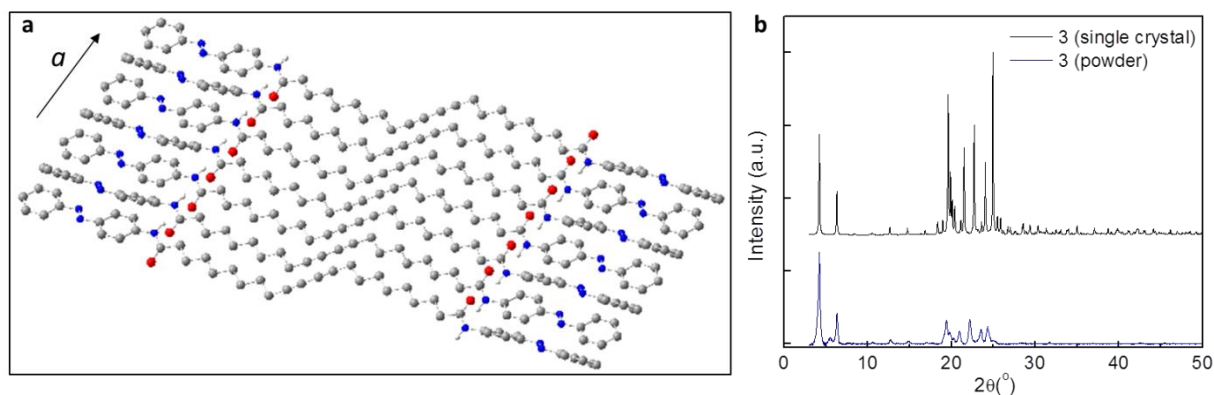 a
a
b
3 (single crystal)
3 (powder)
Intensity (a.u.)
0 10 20 30 40 50
2θ(°)